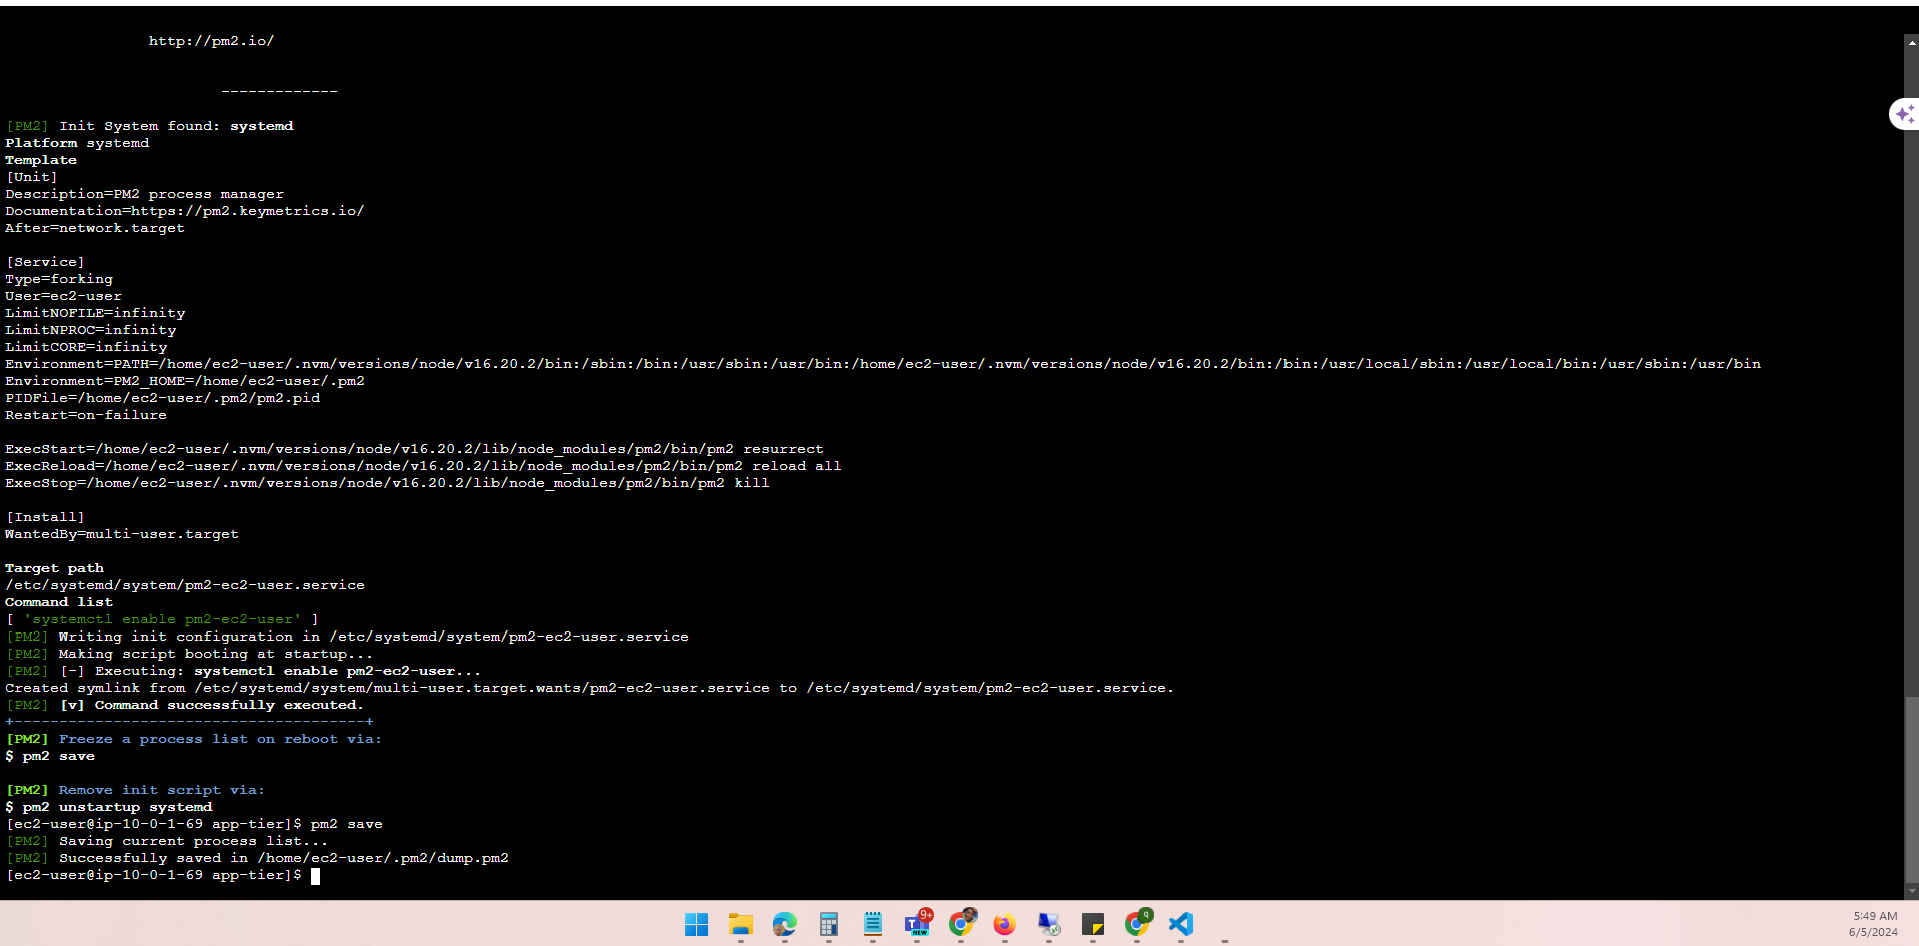 http://pm2.io/
-------------
[PM2] Init System found: systemd
Platform systemd
Template
[Unit]
Description=PM2 process manager
Documentation=https://pm2.keymetrics.io/
After=network.target
[Service]
Type=forking
User=ec2-user
LimitNOFILE=infinity
LimitNPROC=infinity
LimitCORE=infinity
Environment=PATH=/home/ec2-user/.nvm/versions/node/v16.20.2/bin:/sbin:/bin:/usr/sbin:/usr/bin:/home/ec2-user/.nvm/versions/node/v16.20.2/bin:/bin:/usr/local/sbin:/usr/local/bin:/usr/sbin:/usr/bin
Environment=PM2_HOME=/home/ec2-user/.pm2
PIDFile=/home/ec2-user/.pm2/pm2.pid
Restart=on-failure
ExecStart=/home/ec2-user/.nvm/versions/node/v16.20.2/lib/node_modules/pm2/bin/pm2 resurrect
ExecReload=/home/ec2-user/.nvm/versions/node/v16.20.2/lib/node_modules/pm2/bin/pm2 reload all
ExecStop=/home/ec2-user/.nvm/versions/node/v16.20.2/lib/node_modules/pm2/bin/pm2 kill
[Install]
WantedBy=multi-user.target
Target path
/etc/systemd/system/pm2-ec2-user.service
Command list
[ 'systemctl enable pm2-ec2-user' ]
[PM2] Writing init configuration in /etc/systemd/system/pm2-ec2-user.service
[PM2] Making script booting at startup...
[PM2] [-] Executing: systemctl enable pm2-ec2-user...
Created symlink from /etc/systemd/system/multi-user.target.wants/pm2-ec2-user.service to /etc/systemd/system/pm2-ec2-user.service.
[PM2] [v] Command successfully executed.
+---------------------------------------+
[PM2] Freeze a process list on reboot via:
$ pm2 save
[PM2] Remove init script via:
$ pm2 unstartup systemd
[ec2-user@ip-10-0-1-69 app-tier]$ pm2 save
[PM2] Saving current process list...
[PM2] Successfully saved in /home/ec2-user/.pm2/dump.pm2
[ec2-user@ip-10-0-1-69 app-tier]$
9+
NEW
9
5:49 AM
6/5/2024